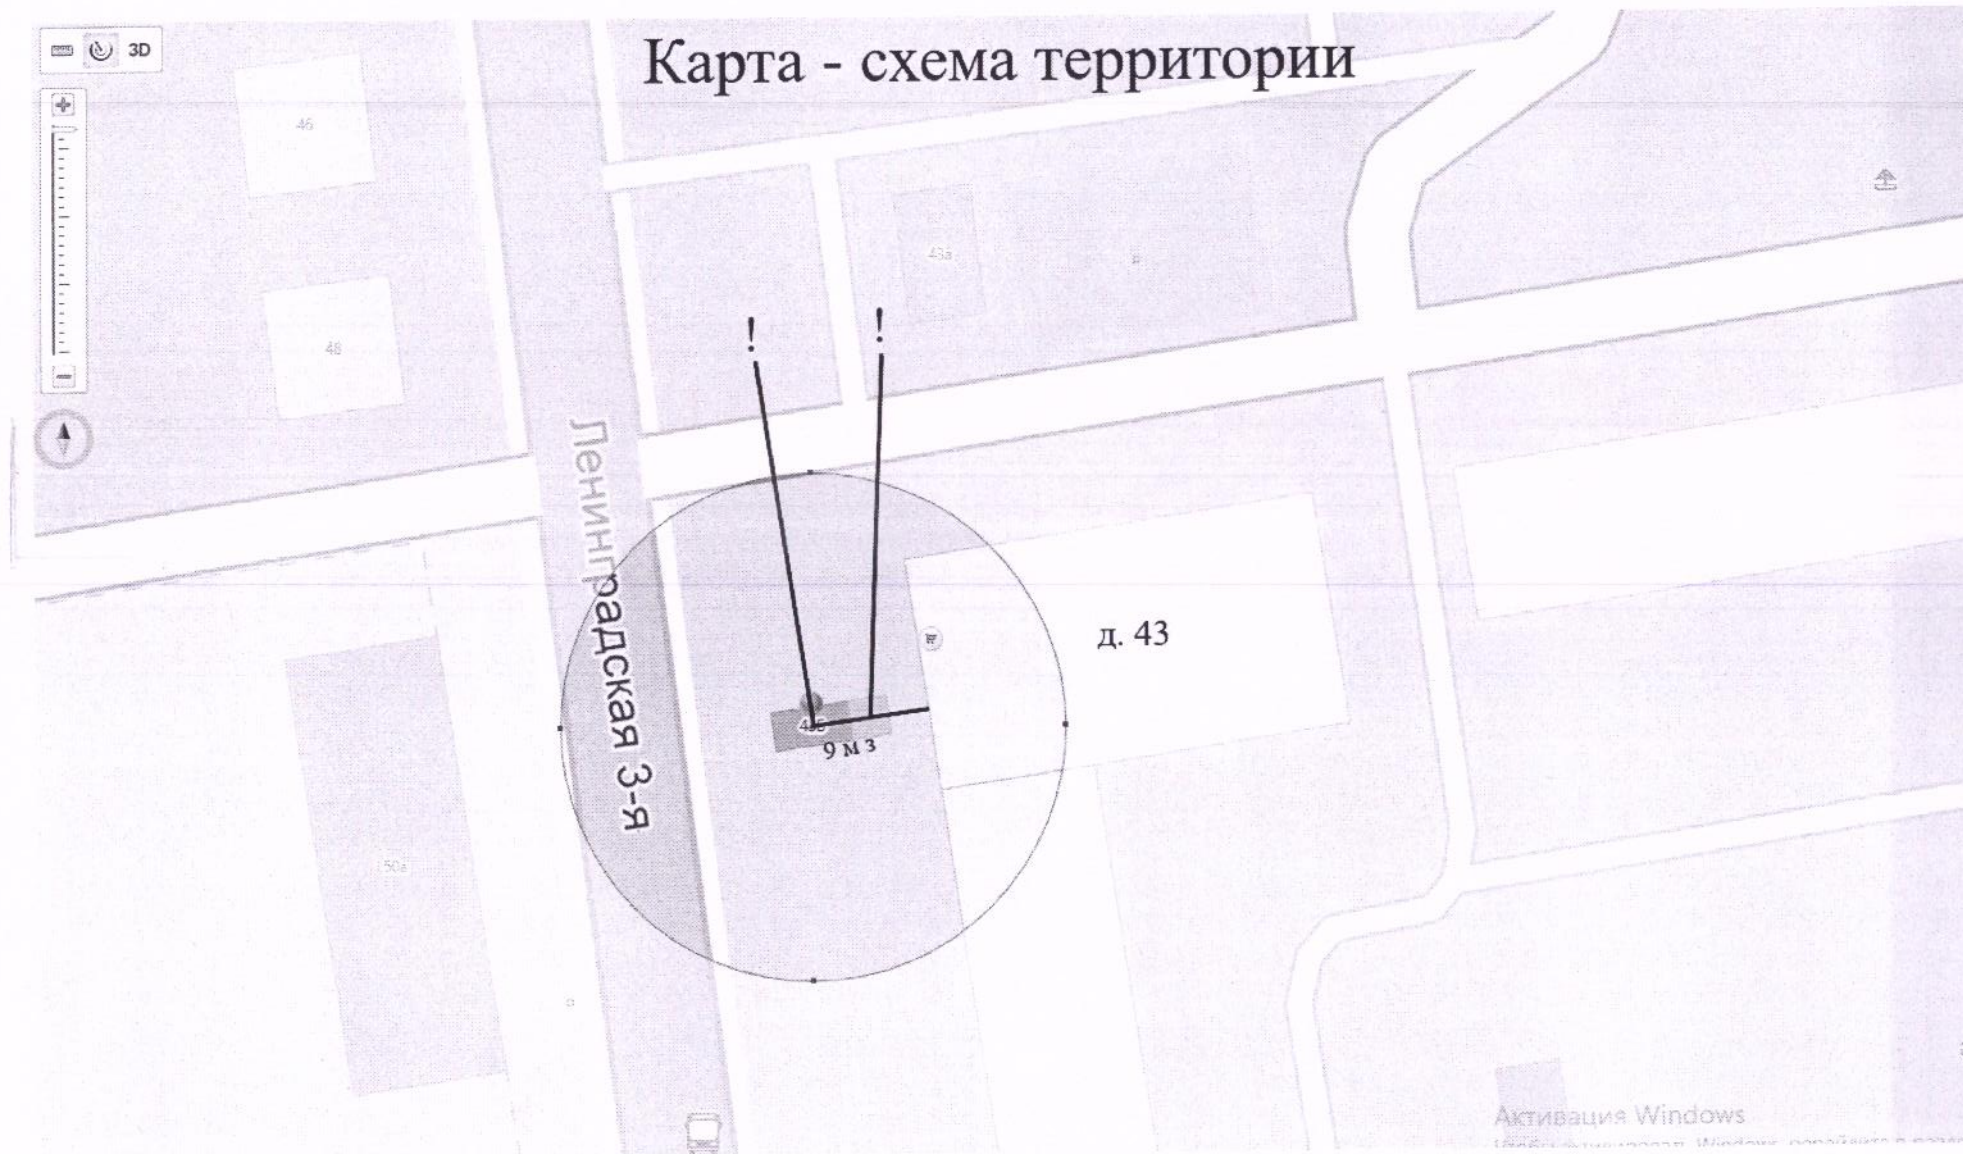 3D
Карта - схема территории
46
43а
48
!
!
Ленинградская 3-я
д. 43
9 м 3
50а
Активация Windows